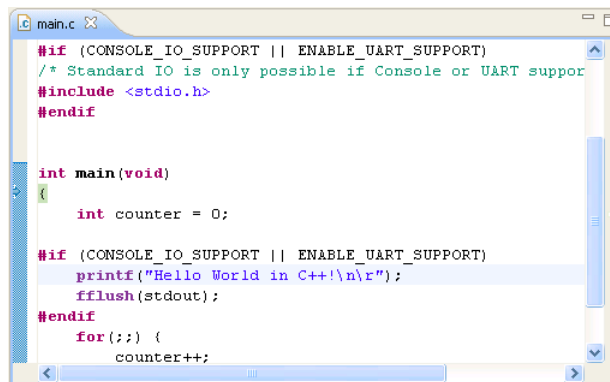 main.c
#if (CONSOLE_IO_SUPPORT || ENABLE_UART_SUPPORT)
/* Standard IO is only possible if Console or UART suppor
#include <stdio.h>
#endif
int main(void)
{
    int counter = 0;
#if (CONSOLE_IO_SUPPORT || ENABLE_UART_SUPPORT)
    printf("Hello World in C++!\n\r");
    fflush(stdout);
#endif
    for(;;) {
        counter++;